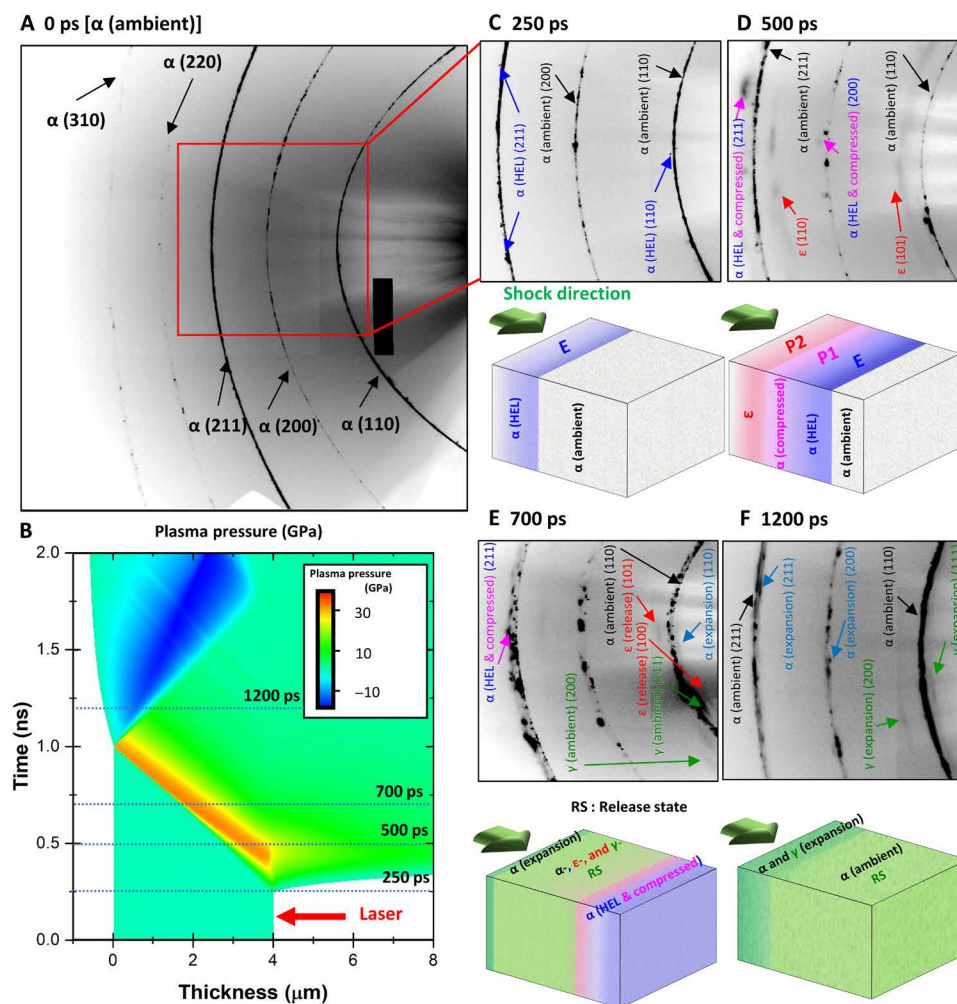 A 0 ps [α (ambient)]
α (310)
α (220)
α (211)
α (200)
α (110)
C 250 ps
α (HEL) (211)
α (ambient) (200)
α (ambient) (110)
α (HEL) (110)
D 500 ps
α (HEL & compressed) (211)
α (ambient) (211)
ε (110)
α (HEL & compressed) (200)
α (ambient) (110)
ε (101)
Shock direction
E
α (HEL)
α (ambient)
P2
P1
E
ε
α (compressed)
α (HEL)
α (ambient)
B
Plasma pressure (GPa)
Plasma pressure
(GPa)
30
10
−10
2.0
1.5
1.0
0.5
0.0
1200 ps
700 ps
500 ps
250 ps
Laser
Time (ns)
0
2
4
6
8
Thickness (μm)
E 700 ps
α (HEL & compressed) (211)
γ (ambient) (200)
α (ambient) (110)
ε (release) (101)
ε (release) (100)
γ (ambient) (111)
α (expansion) (110)
F 1200 ps
α (ambient) (211)
α (expansion) (211)
α (expansion) (200)
γ (expansion) (200)
α (ambient) (110)
γ (expansion) (111)
RS : Release state
α (expansion)
α-, ε-, and γ-
RS
α (HEL & compressed)
α and γ (expansion)
α (ambient)
RS